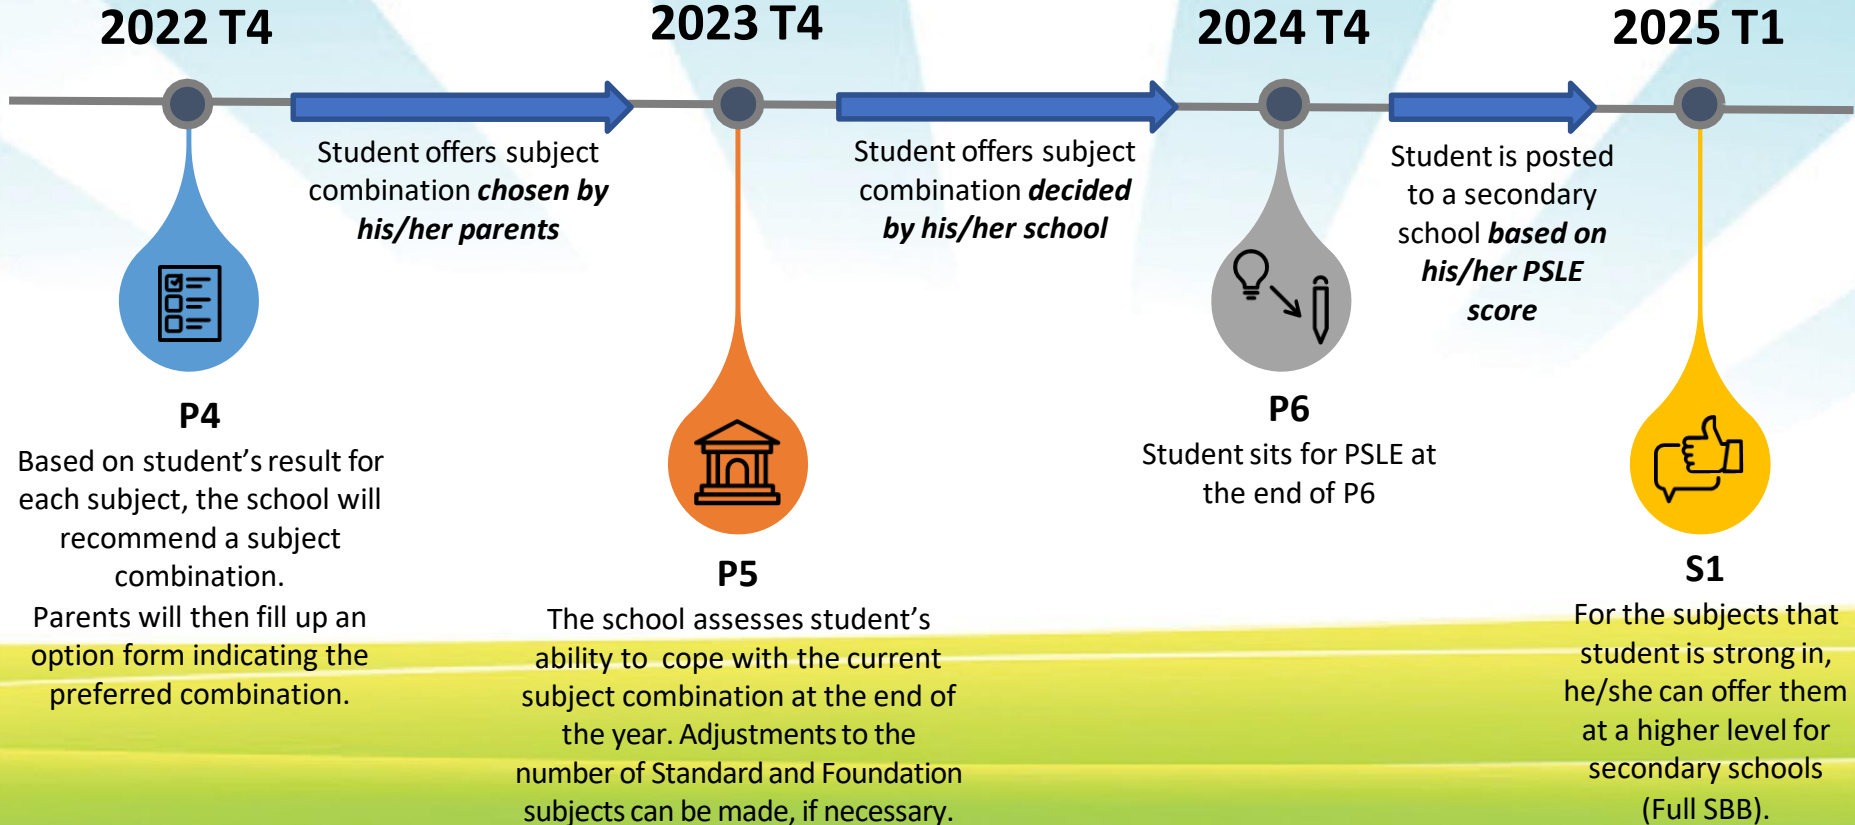 2022 T4
2023 T4
2024 T4
2025 T1
Student offers subject
combination chosen by
his/her parents
Student offers subject
combination decided
by his/her school
Student is posted
to a secondary
school based on
his/her PSLE
score
P4
Based on student's result for
each subject, the school will
recommend a subject
combination.
Parents will then fill up an
option form indicating the
preferred combination.
P5
The school assesses student's
ability to cope with the current
subject combination at the end of
the year. Adjustments to the
number of Standard and Foundation
subjects can be made, if necessary.
P6
Student sits for PSLE at
the end of P6
S1
For the subjects that
student is strong in,
he/she can offer them
at a higher level for
secondary schools
(Full SBB).